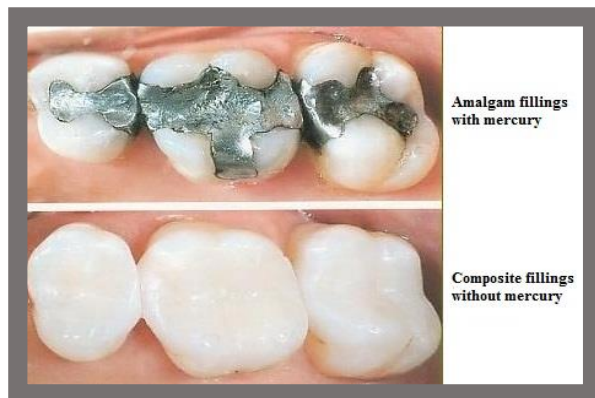 Amalgam fillings
with mercury
Composite fillings
without mercury